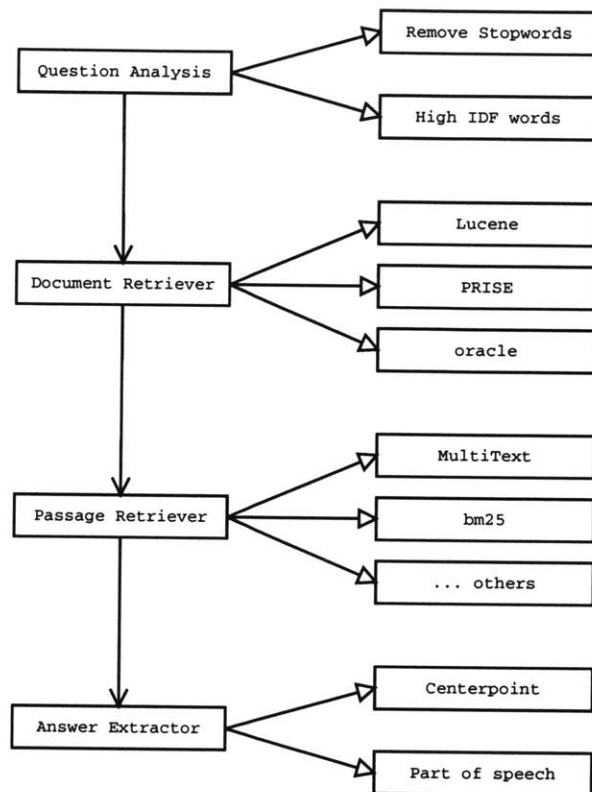 Remove Stopwords
Question Analysis
High IDF words
Lucene
Document Retriever
PRISE
oracle
MultiText
Passage Retriever
bm25
... others
Centerpoint
Answer Extractor
Part of speech